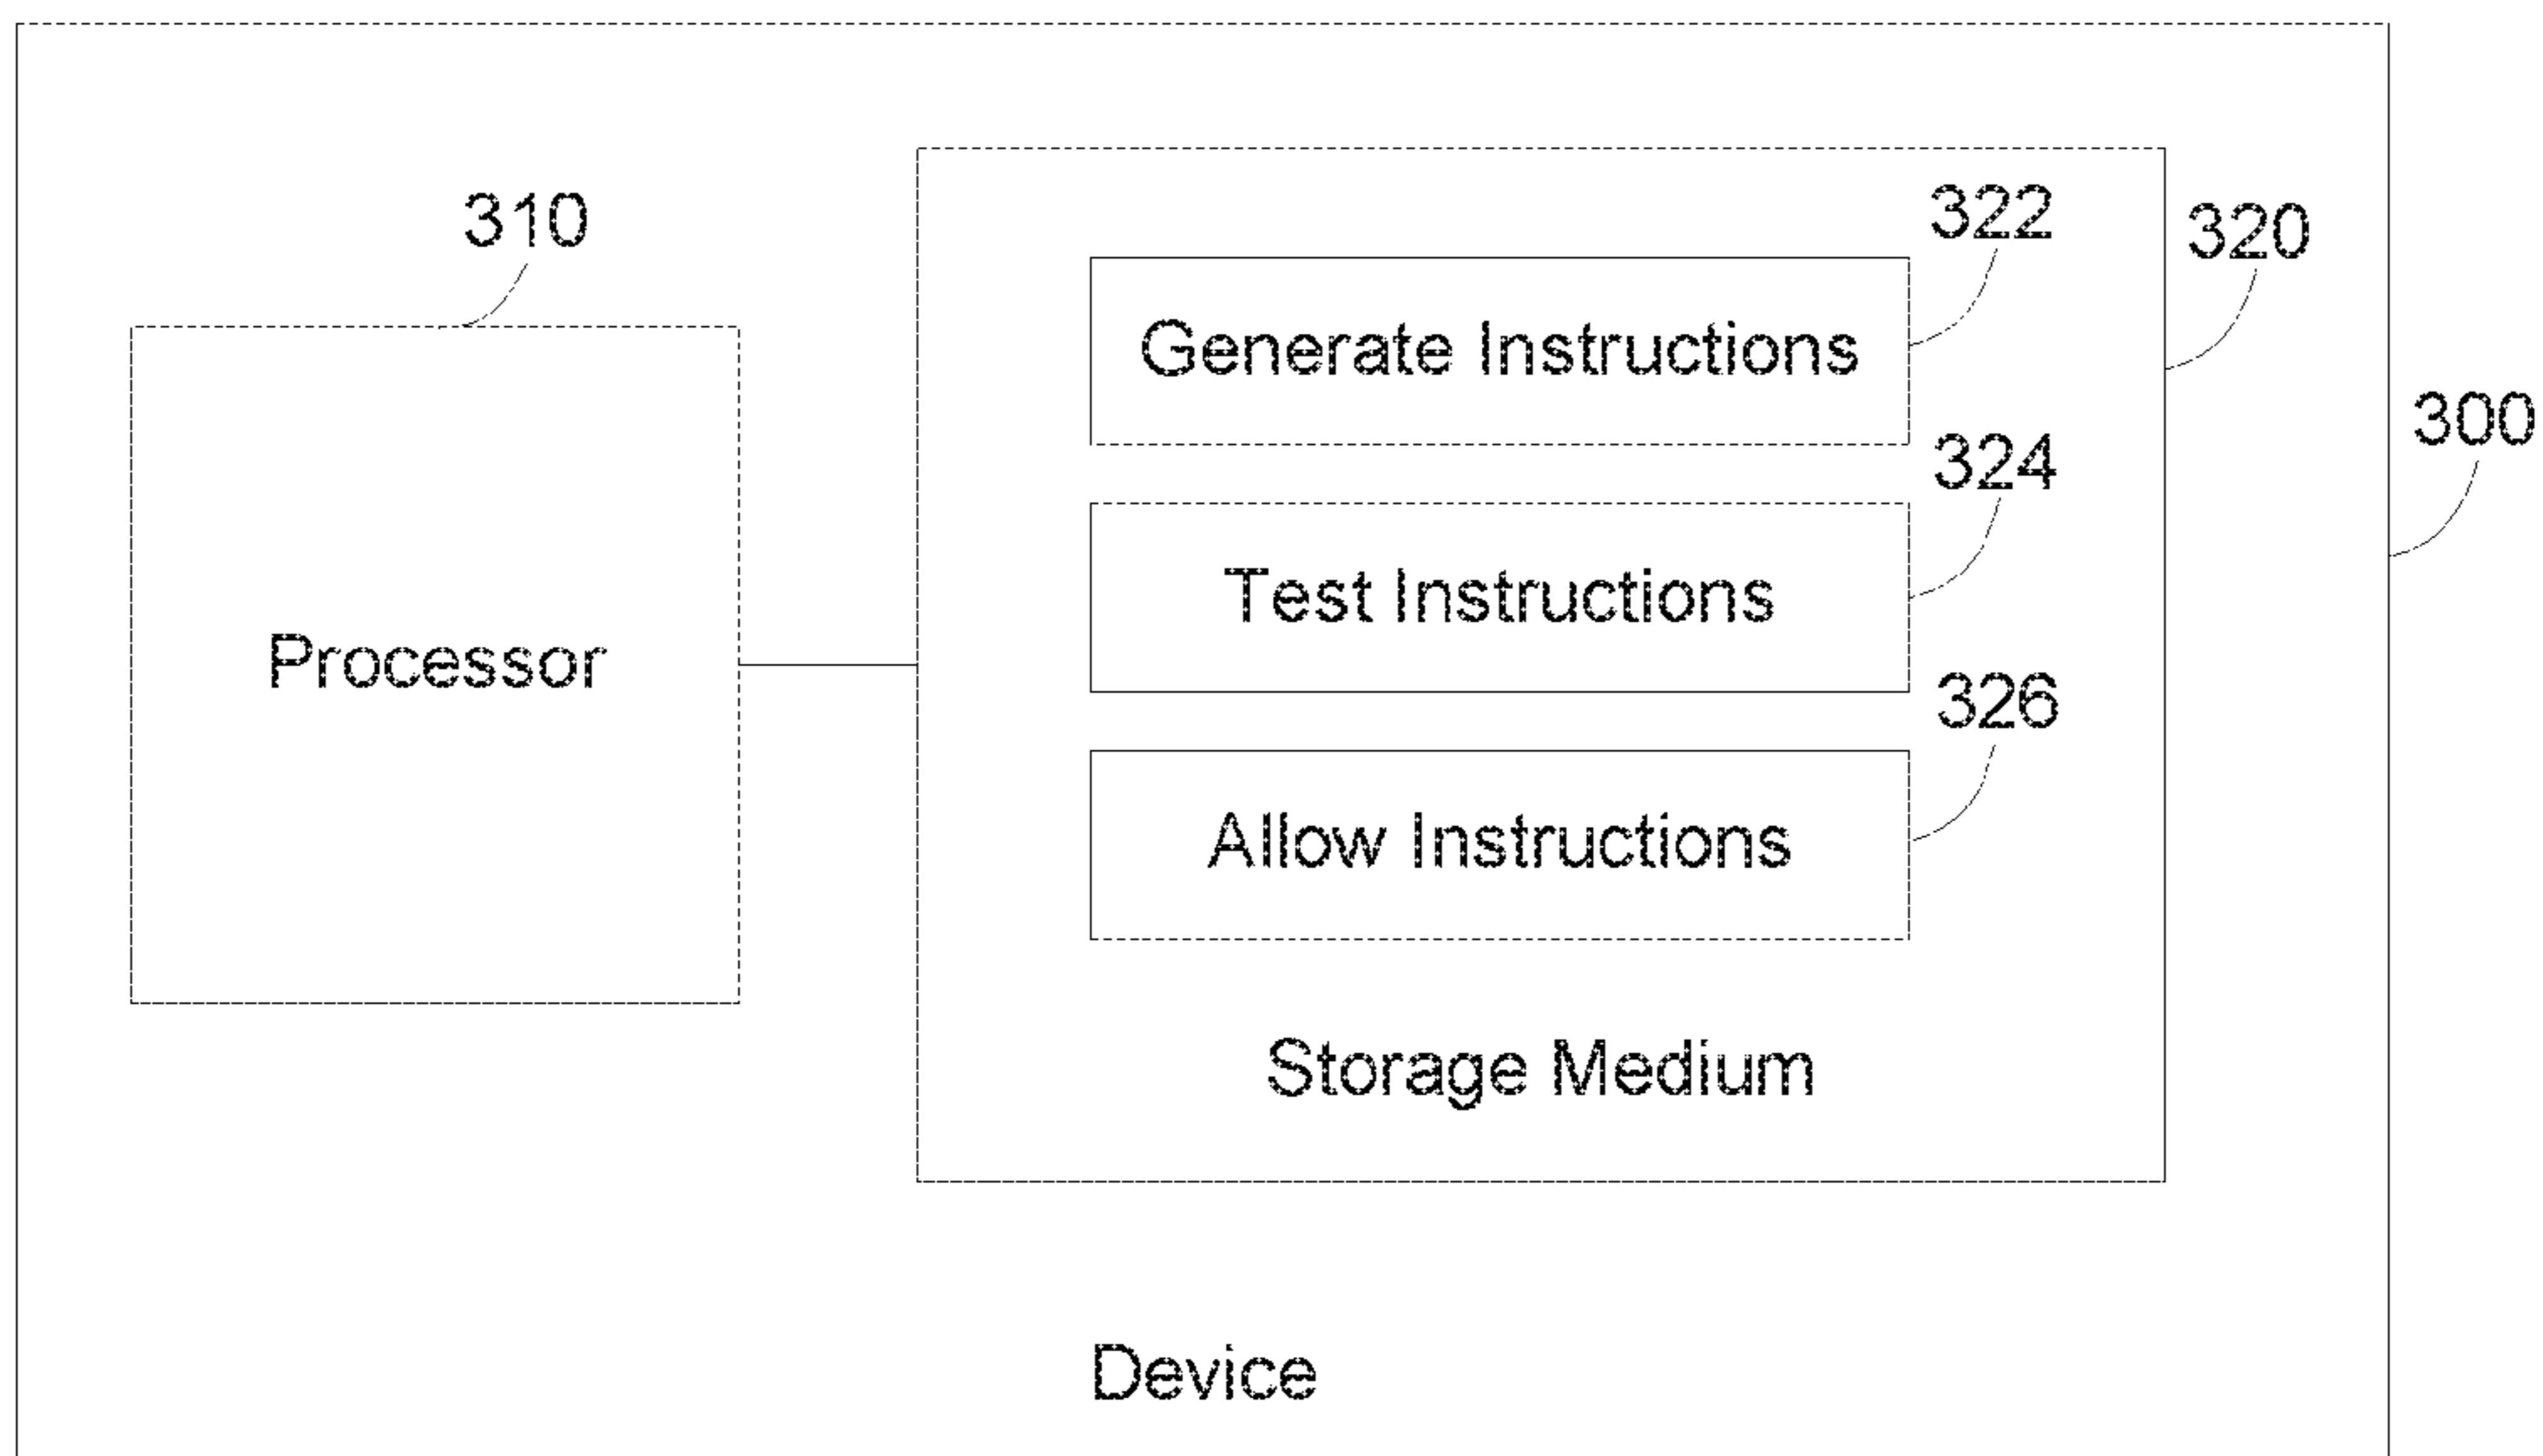 310
322
320
Generate Instructions
300
324
Test Instructions
Processor
326
Allow Instructions
Storage Medium
Device